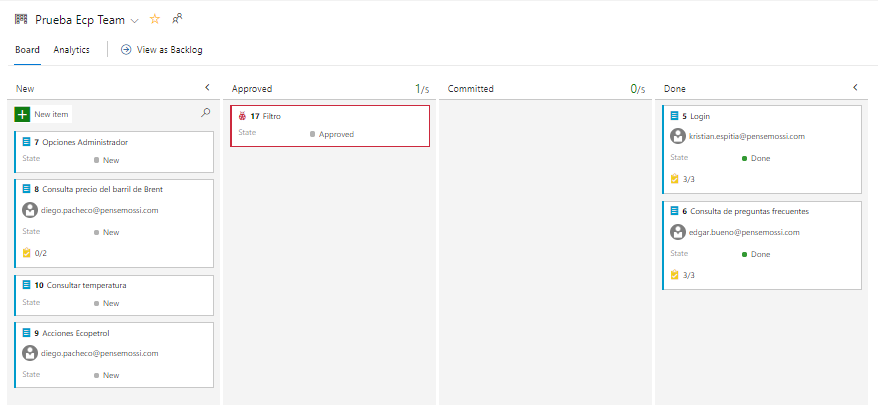 Prueba Ecp Team
Board Analytics View as Backlog
New
New item
7 Opciones Administrador
State New
8 Consulta precio del barril de Brent
diego.pacheco@pensemossi.com
State New
0/2
10 Consultar temperatura
State New
9 Acciones Ecopetrol
diego.pacheco@pensemossi.com
State New
Approved 1/5
17 Filtro
State Approved
Committed 0/5
Done
5 Login
kristian.espitia@pensemossi.com
State Done
3/3
6 Consulta de preguntas frecuentes
edgar.bueno@pensemossi.com
State Done
3/3